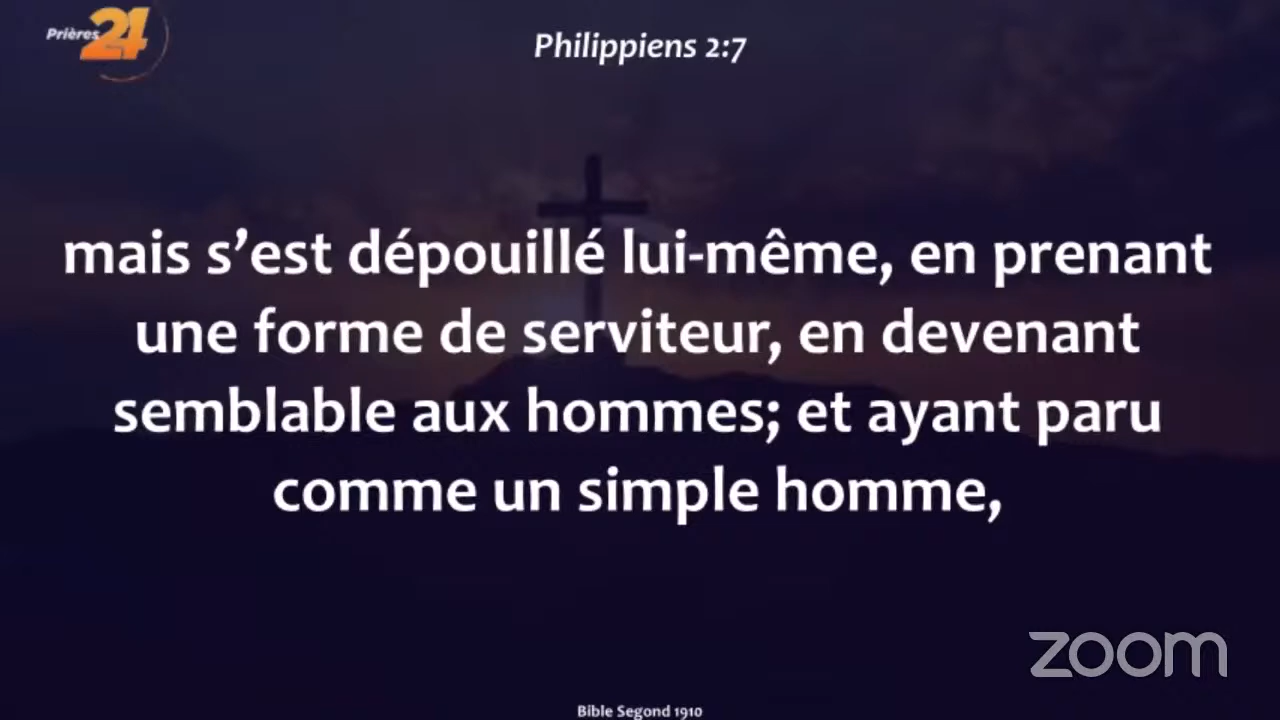 Prières 24
Philippiens 2:7
mais s’est dépouillé lui-même, en prenant
une forme de serviteur, en devenant
semblable aux hommes; et ayant paru
comme un simple homme,
zoom
Bible Segond 1910